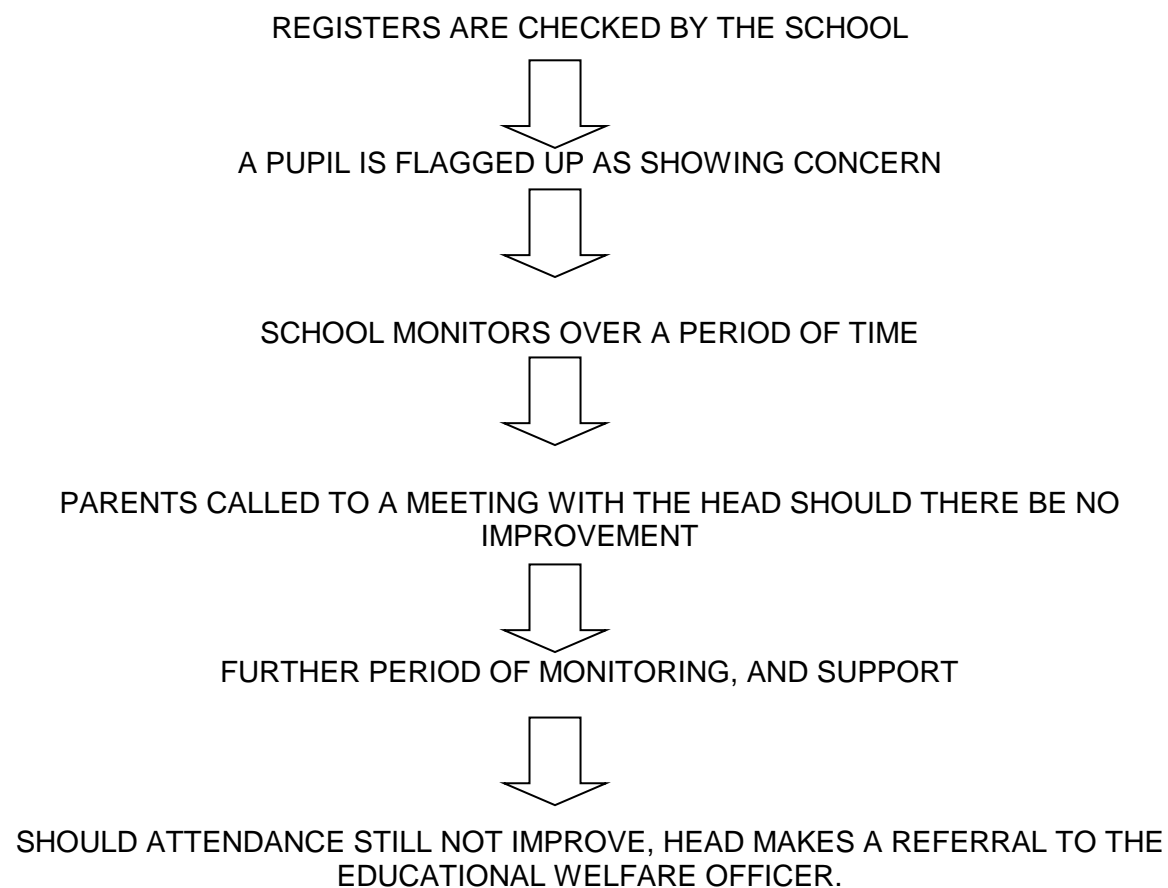 REGISTERS ARE CHECKED BY THE SCHOOL
A PUPIL IS FLAGGED UP AS SHOWING CONCERN
SCHOOL MONITORS OVER A PERIOD OF TIME
PARENTS CALLED TO A MEETING WITH THE HEAD SHOULD THERE BE NO
IMPROVEMENT
FURTHER PERIOD OF MONITORING, AND SUPPORT
SHOULD ATTENDANCE STILL NOT IMPROVE, HEAD MAKES A REFERRAL TO THE
EDUCATIONAL WELFARE OFFICER.